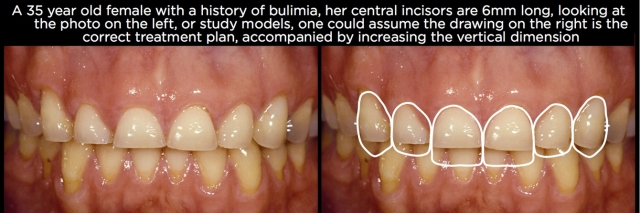 A 35 year old female with a history of bulimia, her central incisors are 6mm long, looking at
the photo on the left, or study models, one could assume the drawing on the right is the
correct treatment plan, accompanied by increasing the vertical dimension